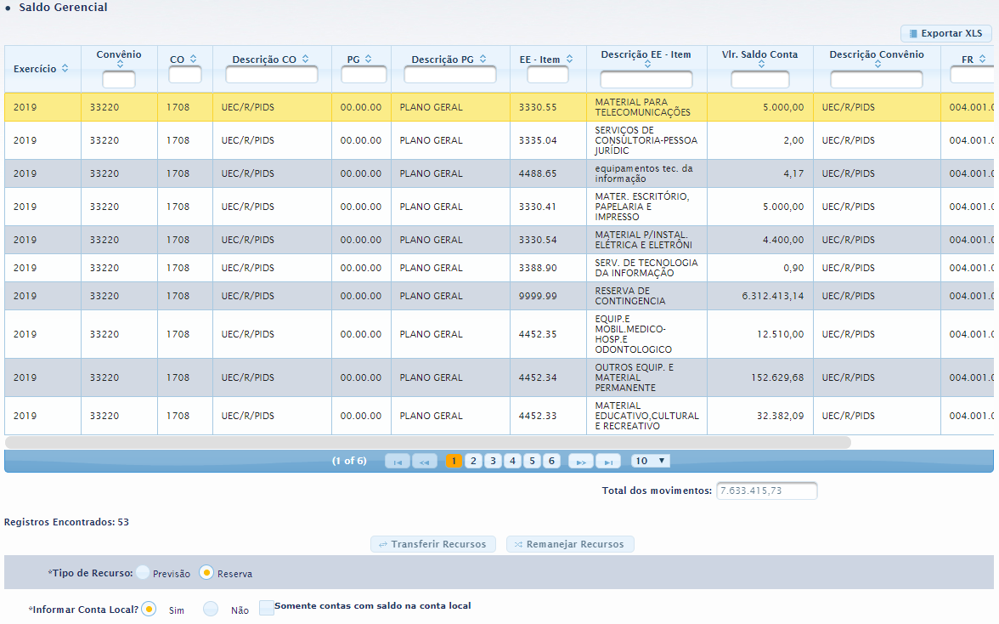 Saldo Gerencial
Exportar XLS
Exercício Convênio CO Descrição CO PG Descrição PG EE - Item Descrição EE - Item Vlr. Saldo Conta Descrição Convênio FR
2019 33220 1708 UEC/R/PIDS 00.00.00 PLANO GERAL 3330.55 MATERIAL PARA 5.000,00 UEC/R/PIDS 004.001.0
TELECOMUNICAÇÕES
2019 33220 1708 UEC/R/PIDS 00.00.00 PLANO GERAL 3335.04 SERVIÇOS DE 2,00 UEC/R/PIDS 004.001.0
CONSULTORIA-PESSOA
JURÍDIC
2019 33220 1708 UEC/R/PIDS 00.00.00 PLANO GERAL 4488.65 equipamentos tec. da 4,17 UEC/R/PIDS 004.001.0
informação
2019 33220 1708 UEC/R/PIDS 00.00.00 PLANO GERAL 3330.41 MATER. ESCRITÓRIO, 5.000,00 UEC/R/PIDS 004.001.0
PAPELARIA E
IMPRESSO
2019 33220 1708 UEC/R/PIDS 00.00.00 PLANO GERAL 3330.54 MATERIAL P/INSTAL. 4.400,00 UEC/R/PIDS 004.001.0
ELÉTRICA E ELETRÔNI
2019 33220 1708 UEC/R/PIDS 00.00.00 PLANO GERAL 3388.90 SERV. DE TECNOLOGIA 0,90 UEC/R/PIDS 004.001.0
DA INFORMAÇÃO
2019 33220 1708 UEC/R/PIDS 00.00.00 PLANO GERAL 9999.99 RESERVA DE 6.312.413,14 UEC/R/PIDS 004.001.0
CONTINGENCIA
2019 33220 1708 UEC/R/PIDS 00.00.00 PLANO GERAL 4452.35 EQUIP.E 12.510,00 UEC/R/PIDS 004.001.0
MOBIL.MEDICO-
HOSP.E
ODONTOLOGICO
2019 33220 1708 UEC/R/PIDS 00.00.00 PLANO GERAL 4452.34 OUTROS EQUIP. E 152.629,68 UEC/R/PIDS 004.001.0
MATERIAL
PERMANENTE
2019 33220 1708 UEC/R/PIDS 00.00.00 PLANO GERAL 4452.33 MATERIAL 32.382,09 UEC/R/PIDS 004.001.0
EDUCATIVO,CULTURAL
E RECREATIVO
(1 of 6) 1 2 3 4 5 6 10
Total dos movimentos: 7.633.415,73
Registros Encontrados: 53
Transferir Recursos Remanejar Recursos
*Tipo de Recurso: Previsão Reserva
*Informar Conta Local? Sim Não Somente contas com saldo na conta local